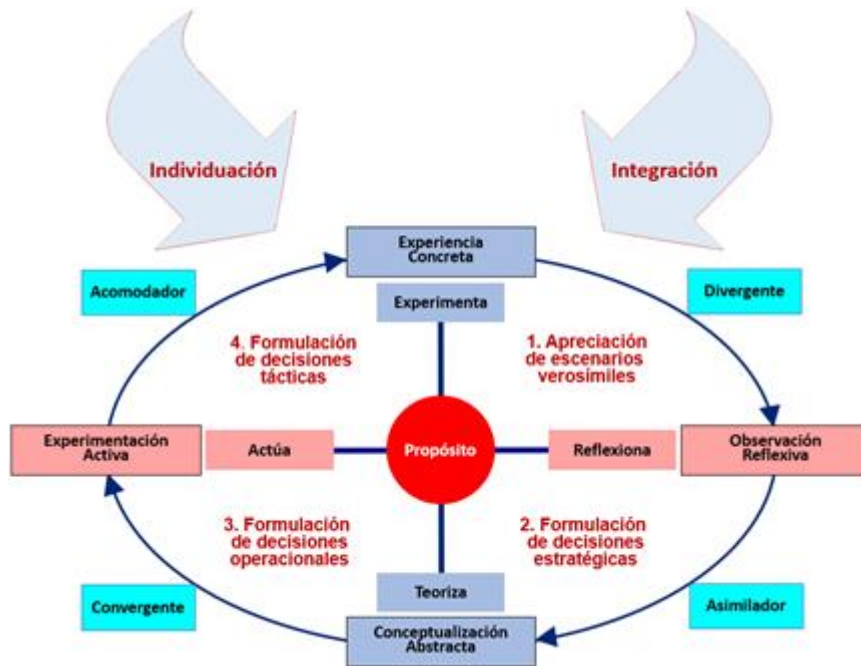 Individuación
Integración
Experiencia
Concreta
Acomodador
Divergente
Experimenta
4. Formulación
de decisiones
tácticas
1. Apreciación
de escenarios
verosímiles
Experimentación
Activa
Actúa
Propósito
Reflexiona
Observación
Reflexiva
3. Formulación
de decisiones
operacionales
2. Formulación
de decisiones
estratégicas
Teoriza
Convergente
Asimilador
Conceptualización
Abstracta